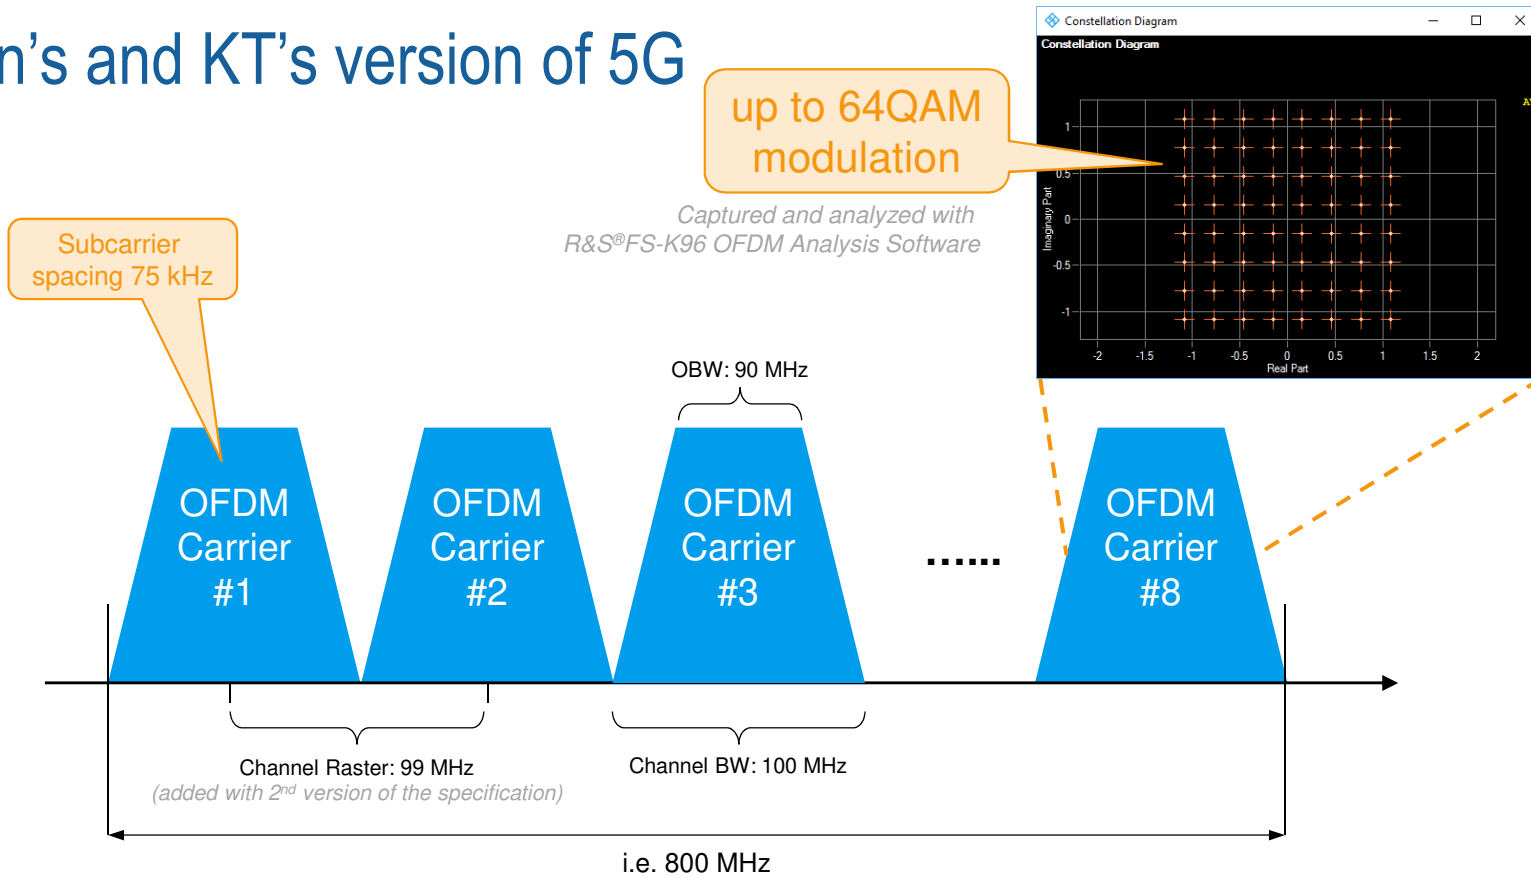 n's and KT's version of 5G
Constellation Diagram
Constellation Diagram
up to 64QAM
modulation
Captured and analyzed with
R&S®FS-K96 OFDM Analysis Software
1
0.5
0
-0.5
-1
Imaginary Part
-2 -1.5 -1 -0.5 0 0.5 1 1.5 2
Real Part
Subcarrier
spacing 75 kHz
OBW: 90 MHz
OFDM
Carrier
#1
OFDM
Carrier
#2
OFDM
Carrier
#3
......
OFDM
Carrier
#8
Channel Raster: 99 MHz
(added with 2nd version of the specification)
Channel BW: 100 MHz
i.e. 800 MHz